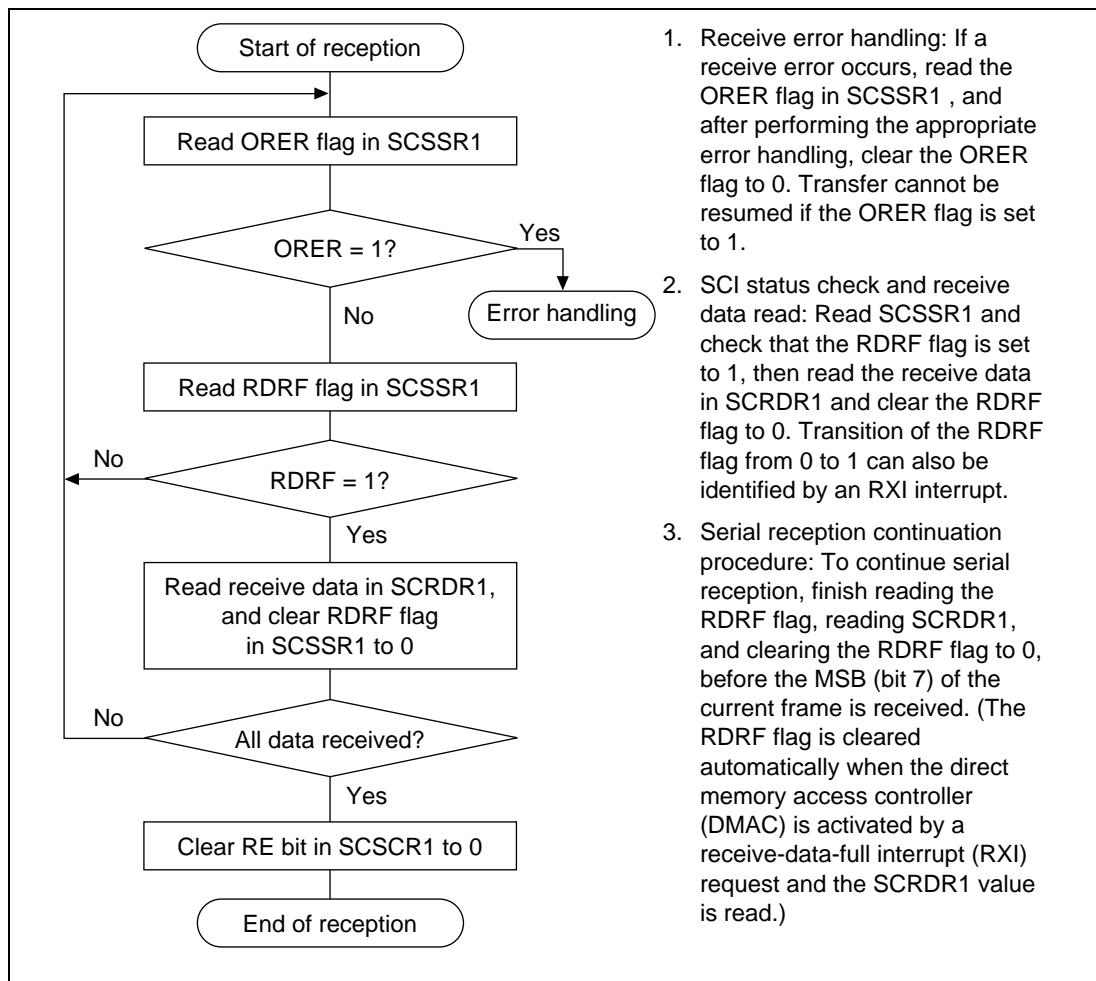 Start of reception
Read ORER flag in SCSSR1
ORER = 1?
Yes
Error handling
No
Read RDRF flag in SCSSR1
No
RDRF = 1?
Yes
Read receive data in SCRDR1,
and clear RDRF flag
in SCSSR1 to 0
No
All data received?
Yes
Clear RE bit in SCSCR1 to 0
End of reception
1. Receive error handling: If a
receive error occurs, read the
ORER flag in SCSSR1 , and
after performing the appropriate
error handling, clear the ORER
flag to 0. Transfer cannot be
resumed if the ORER flag is set
to 1.
2. SCI status check and receive
data read: Read SCSSR1 and
check that the RDRF flag is set
to 1, then read the receive data
in SCRDR1 and clear the RDRF
flag to 0. Transition of the RDRF
flag from 0 to 1 can also be
identified by an RXI interrupt.
3. Serial reception continuation
procedure: To continue serial
reception, finish reading the
RDRF flag, reading SCRDR1,
and clearing the RDRF flag to 0,
before the MSB (bit 7) of the
current frame is received. (The
RDRF flag is cleared
automatically when the direct
memory access controller
(DMAC) is activated by a
receive-data-full interrupt (RXI)
request and the SCRDR1 value
is read.)